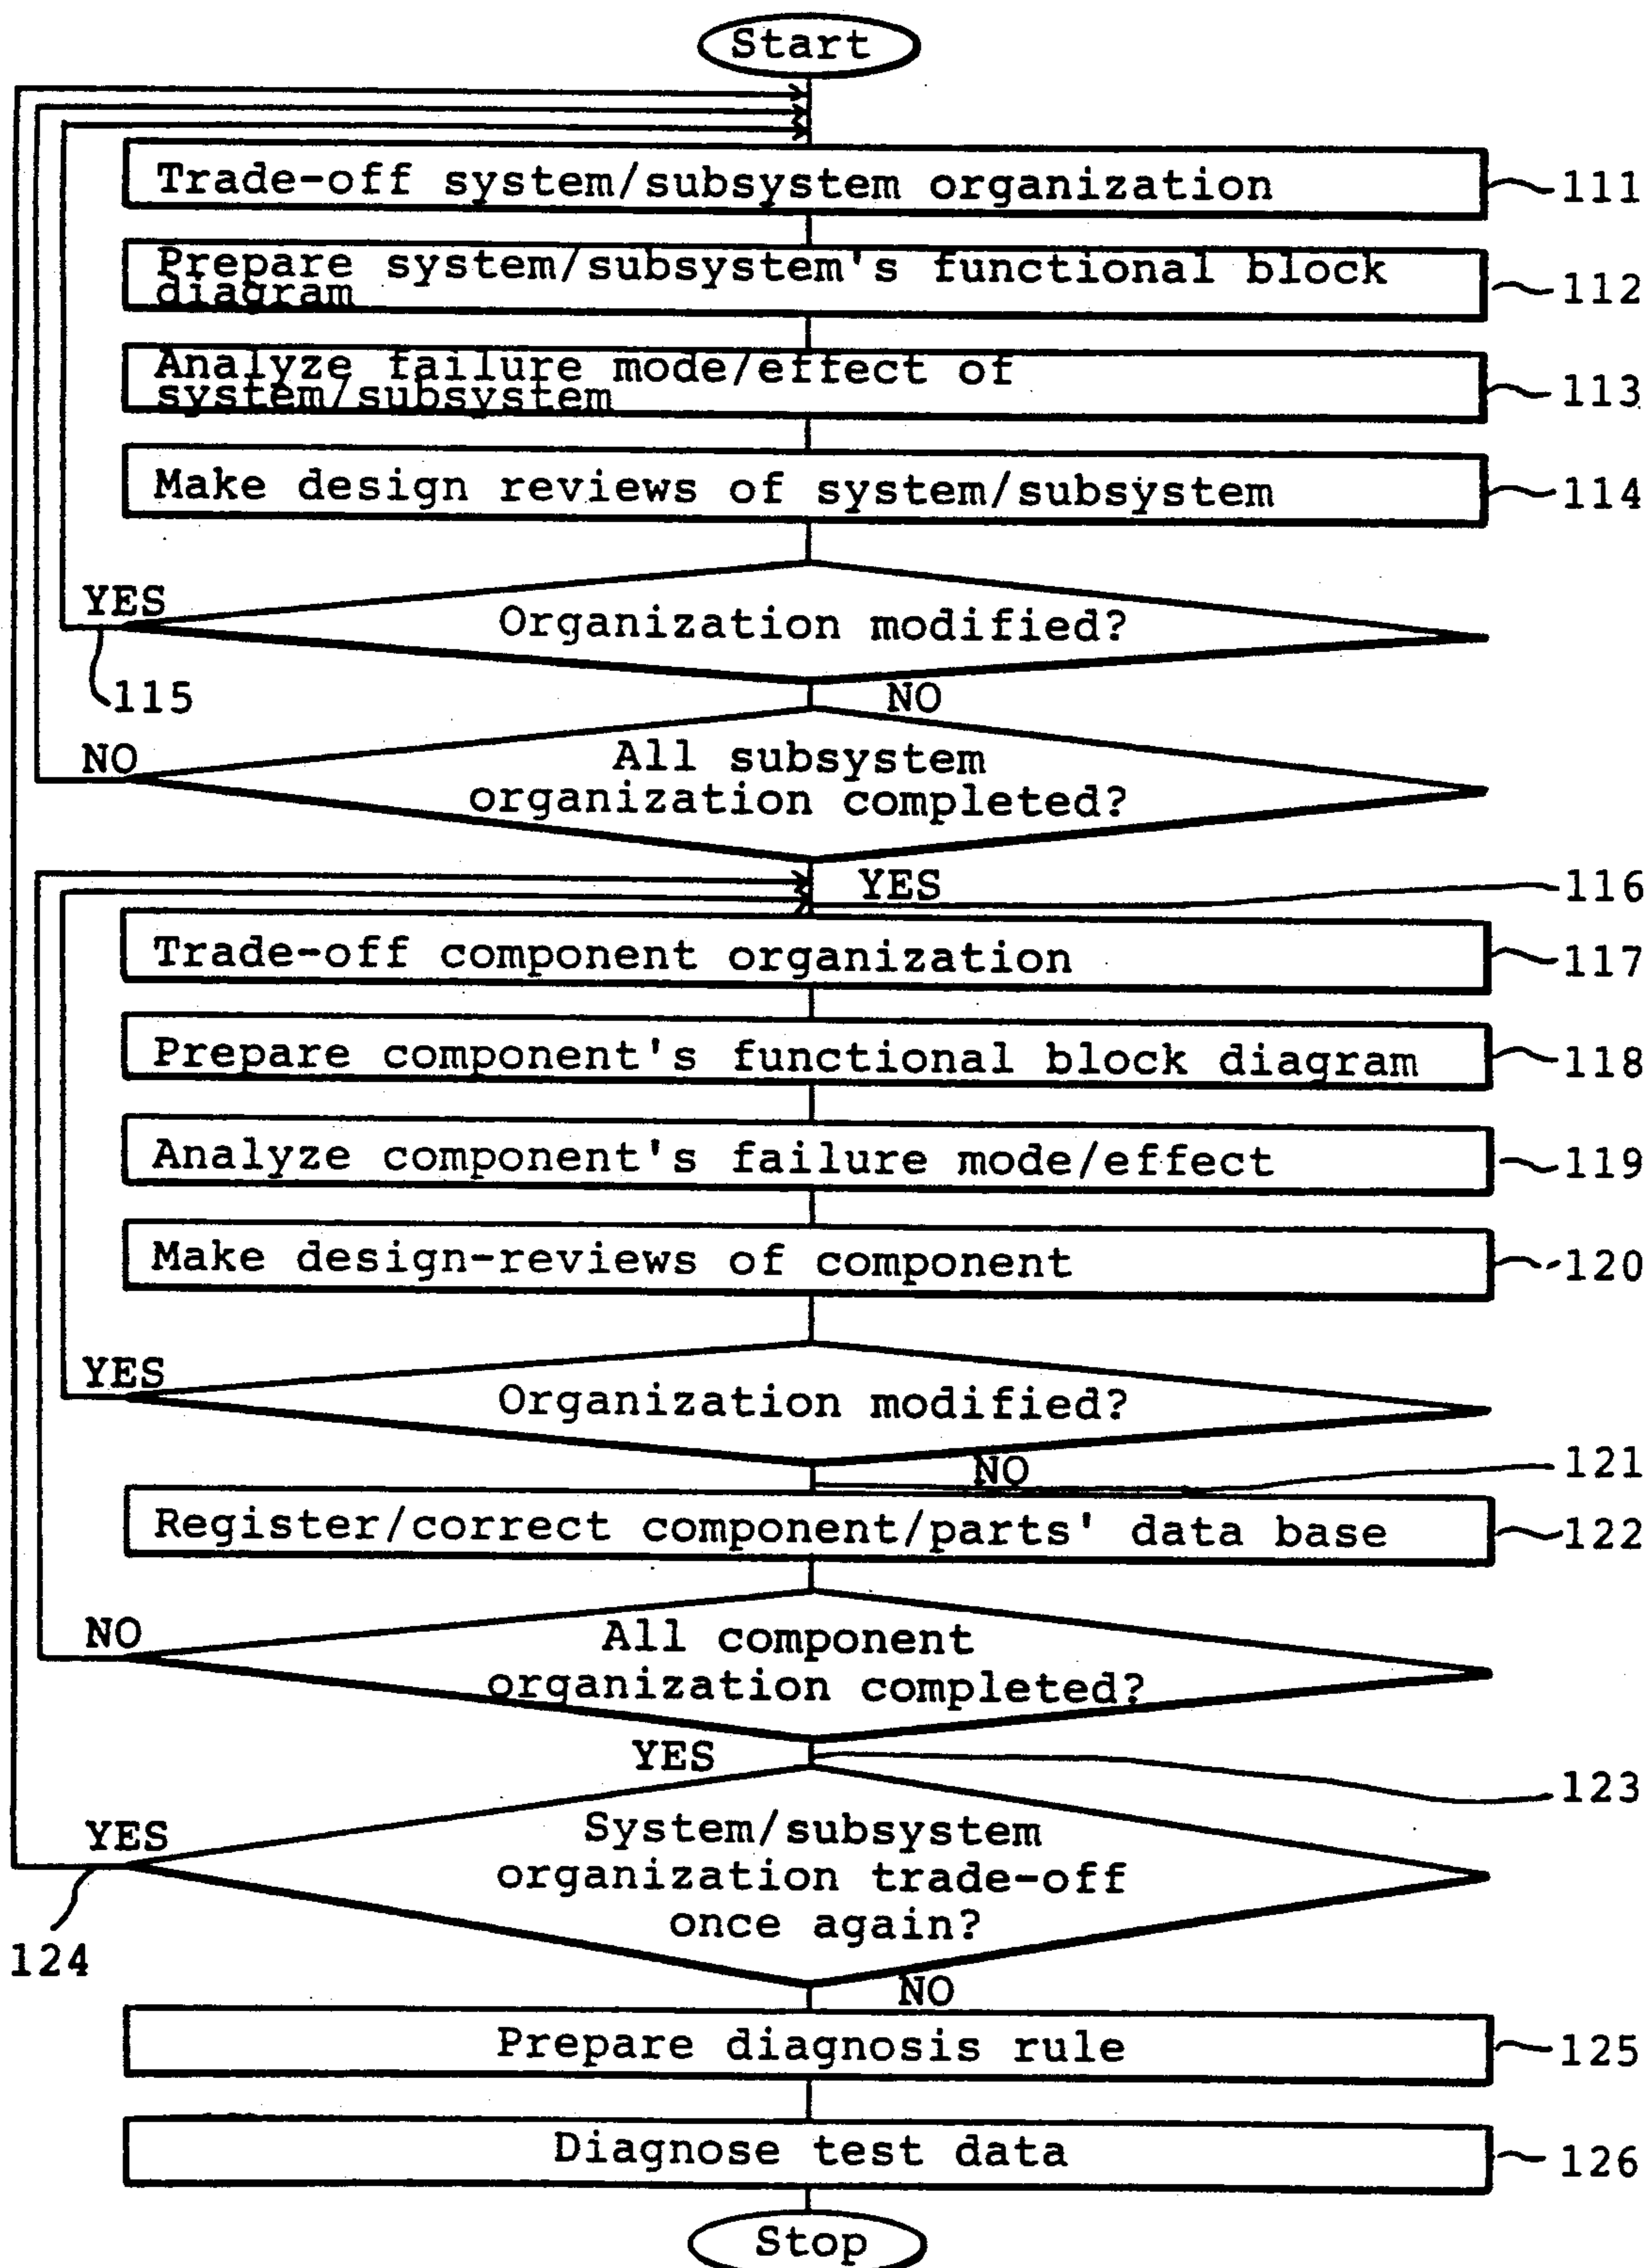 Start
Trade-off system/subsystem organization
111
Prepare system/subsystem's functional block
diagram
112
Analyze failure mode/effect of
system/subsystem
113
Make design reviews of system/subsystem
114
YES
Organization modified?
115
NO
NO
All subsystem
organization completed?
YES
116
Trade-off component organization
117
Prepare component's functional block diagram
118
Analyze component's failure mode/effect
119
Make design-reviews of component
120
YES
Organization modified?
NO
121
Register/correct component/parts' data base
122
NO
All component
organization completed?
YES
123
YES
System/subsystem
organization trade-off
once again?
124
NO
Prepare diagnosis rule
125
Diagnose test data
126
Stop